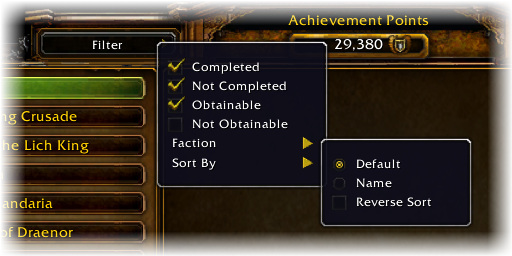 Achievement Points
Filter
29,380
Completed
Not Completed
Obtainable
Not Obtainable
Faction
Sort By
Default
Name
Reverse Sort
ng Crusade
he Lich King
andaria
of Draenor